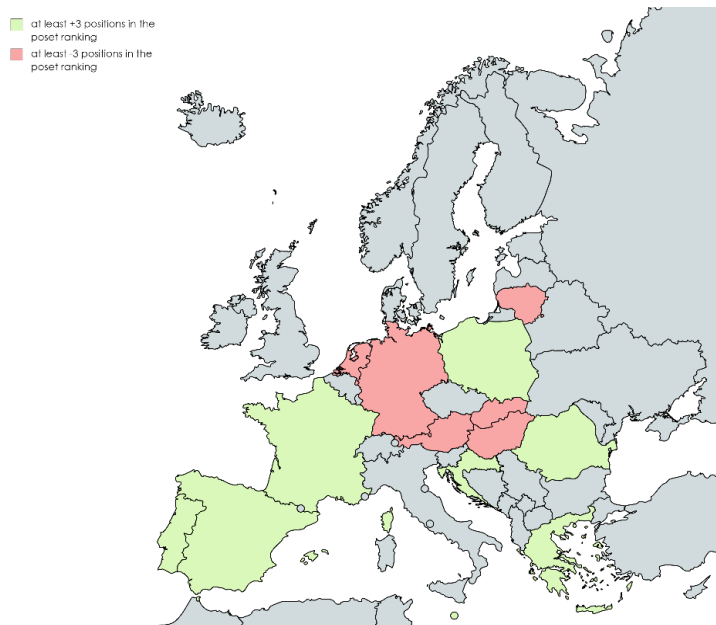 at least +3 positions in the
poset ranking
at least -3 positions in the
poset ranking